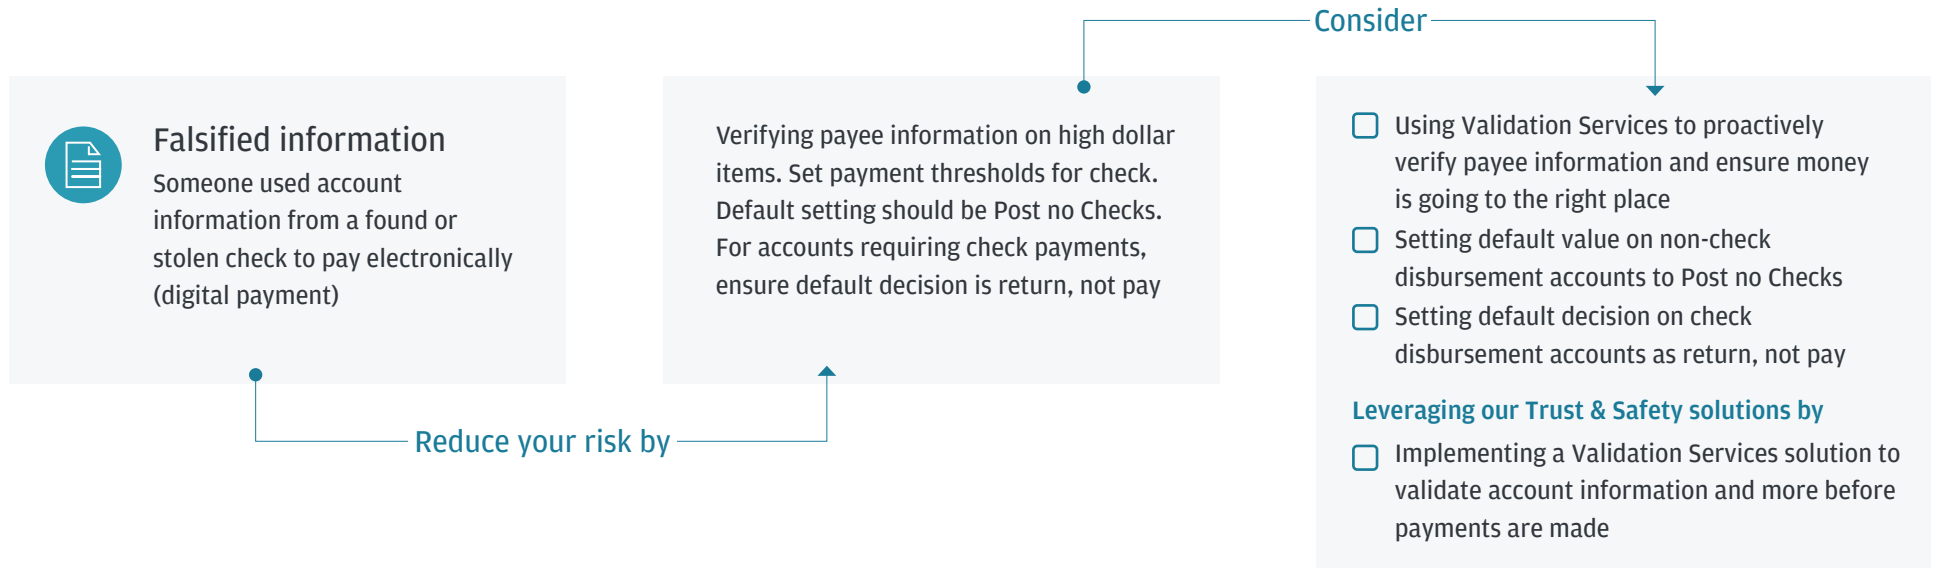 Consider
Falsified information
Someone used account
information from a found or
stolen check to pay electronically
(digital payment)
Reduce your risk by
Verifying payee information on high dollar
items. Set payment thresholds for check.
Default setting should be Post no Checks.
For accounts requiring check payments,
ensure default decision is return, not pay
Using Validation Services to proactively
verify payee information and ensure money
is going to the right place
Setting default value on non-check
disbursement accounts to Post no Checks
Setting default decision on check
disbursement accounts as return, not pay
Leveraging our Trust & Safety solutions by
Implementing a Validation Services solution to
validate account information and more before
payments are made